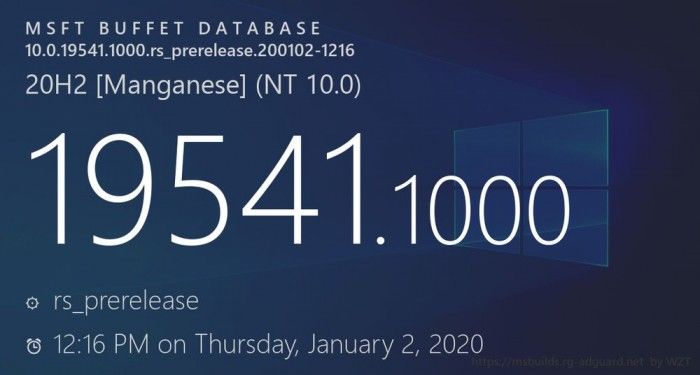 MSFT BUFFET DATABASE
10.0.19541.1000.rs_prerelease.200102-1216
20H2 [Manganese] (NT 10.0)
19541.1000
rs_prerelease
12:16 PM on Thursday, January 2, 2020
https://msbuilds.rg-adguard.net by WZT